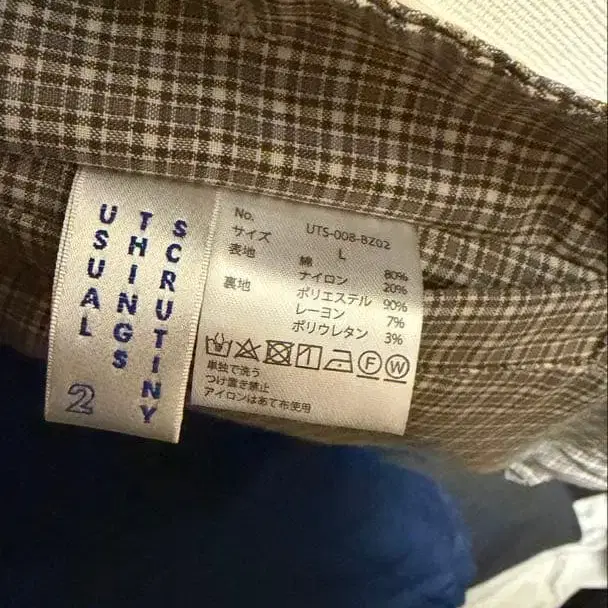 USUAL
THINGS
SCRUTINY
2
No. UTS-008-BZ02
サイズ L
表地 綿 80%
ナイロン 20%
裏地 ポリエステル 90%
レーヨン 7%
ポリウレタン 3%
F W
単独で洗う
つけ置き禁止
アイロンはあて布使用